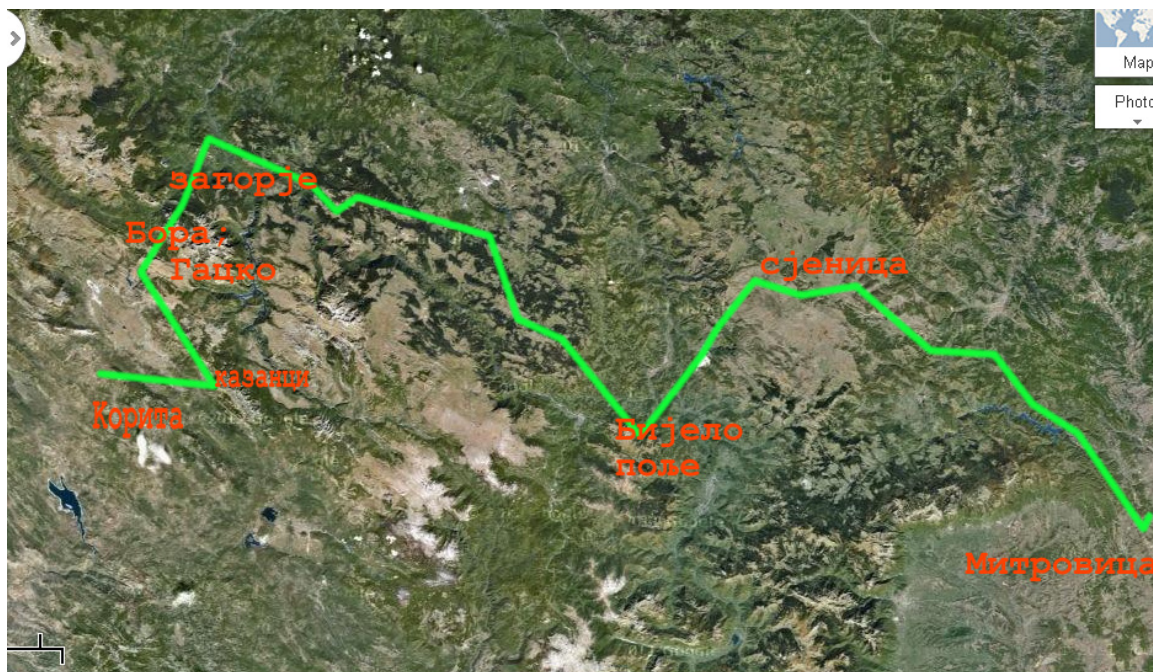 Map
Photo
загорје
Бора;
Гацко
сјеница
казанци
Корита
Бијело
поље
Митровица